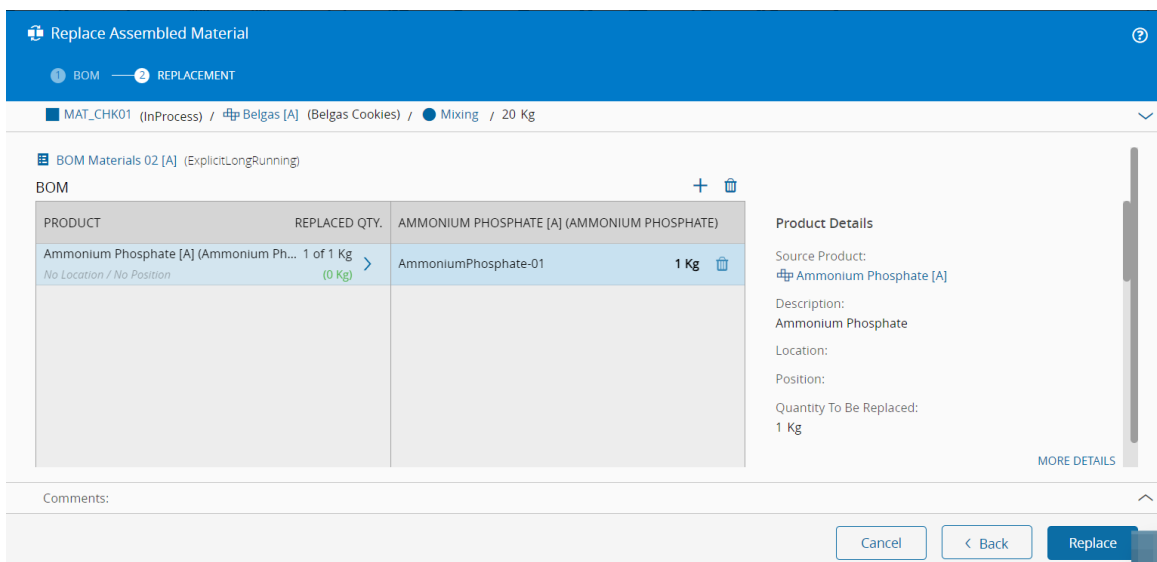 Replace Assembled Material
1 BOM 2 REPLACEMENT
MAT_CHK01 (InProcess) / Belgas [A] (Belgas Cookies) / Mixing / 20 Kg
BOM Materials 02 [A] (ExplicitLongRunning)
BOM
PRODUCT REPLACED QTY. AMMONIUM PHOSPHATE [A] (AMMONIUM PHOSPHATE)
Ammonium Phosphate [A] (Ammonium Ph... 1 of 1 Kg
No Location / No Position (0 Kg)
AmmoniumPhosphate-01 1 Kg
Product Details
Source Product:
Ammonium Phosphate [A]
Description:
Ammonium Phosphate
Location:
Position:
Quantity To Be Replaced:
1 Kg
MORE DETAILS
Comments:
Cancel < Back Replace